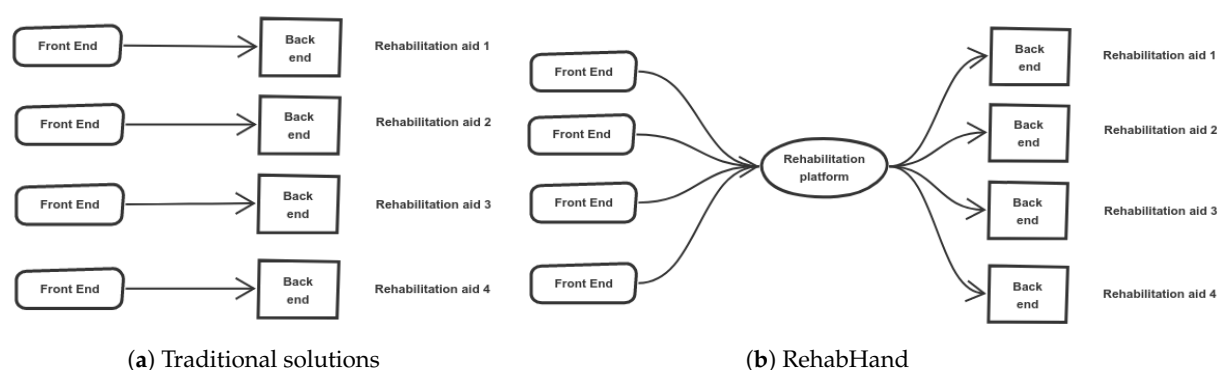 Front End
Back
end
Rehabilitation aid 1
Front End
Back
end
Rehabilitation aid 2
Front End
Back
end
Rehabilitation aid 3
Front End
Back
end
Rehabilitation aid 4
(a) Traditional solutions
Front End
Front End
Front End
Front End
Rehabilitation
platform
Back
end
Rehabilitation aid 1
Back
end
Rehabilitation aid 2
Back
end
Rehabilitation aid 3
Back
end
Rehabilitation aid 4
(b) RehabHand